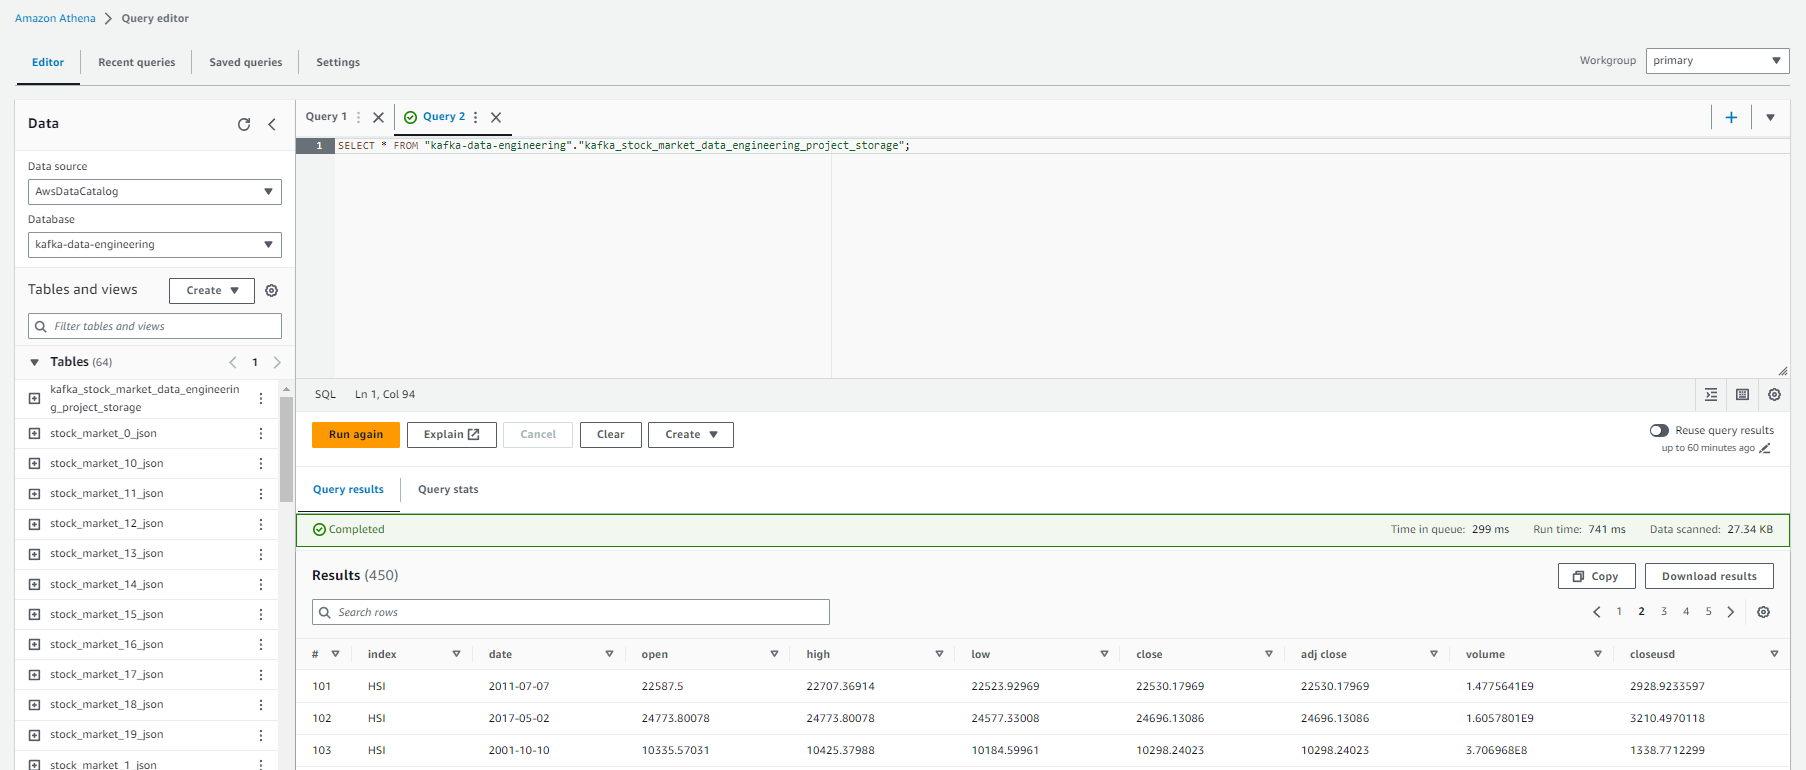 Amazon Athena > Query editor
Editor Recent queries Saved queries Settings
Workgroup primary
Data
Data source
AwsDataCatalog
Database
kafka-data-engineering
Tables and views Create
Filter tables and views
Tables (64) 1
kafka_stock_market_data_engineerin
g_project_storage
stock_market_0_json
stock_market_10_json
stock_market_11_json
stock_market_12_json
stock_market_13_json
stock_market_14_json
stock_market_15_json
stock_market_16_json
stock_market_17_json
stock_market_18_json
stock_market_19_json
stock_market_1_json
Query 1 Query 2
1 SELECT * FROM "kafka-data-engineering"."kafka_stock_market_data_engineering_project_storage";
SQL Ln 1, Col 94
Run again Explain Cancel Clear Create
Reuse query results
up to 60 minutes ago
Query results Query stats
Completed Time in queue: 299 ms Run time: 741 ms Data scanned: 27.34 KB
Results (450) Copy Download results
Search rows 1 2 3 4 5
# index date open high low close adj close volume closeusd
101 HSI 2011-07-07 22587.5 22707.36914 22523.92969 22530.17969 22530.17969 1.4775641E9 2928.9233597
102 HSI 2017-05-02 24773.80078 24773.80078 24577.33008 24696.13086 24696.13086 1.6057801E9 3210.4970118
103 HSI 2001-10-10 10335.57031 10425.37988 10184.59961 10298.24023 10298.24023 3.706968E8 1338.7712299